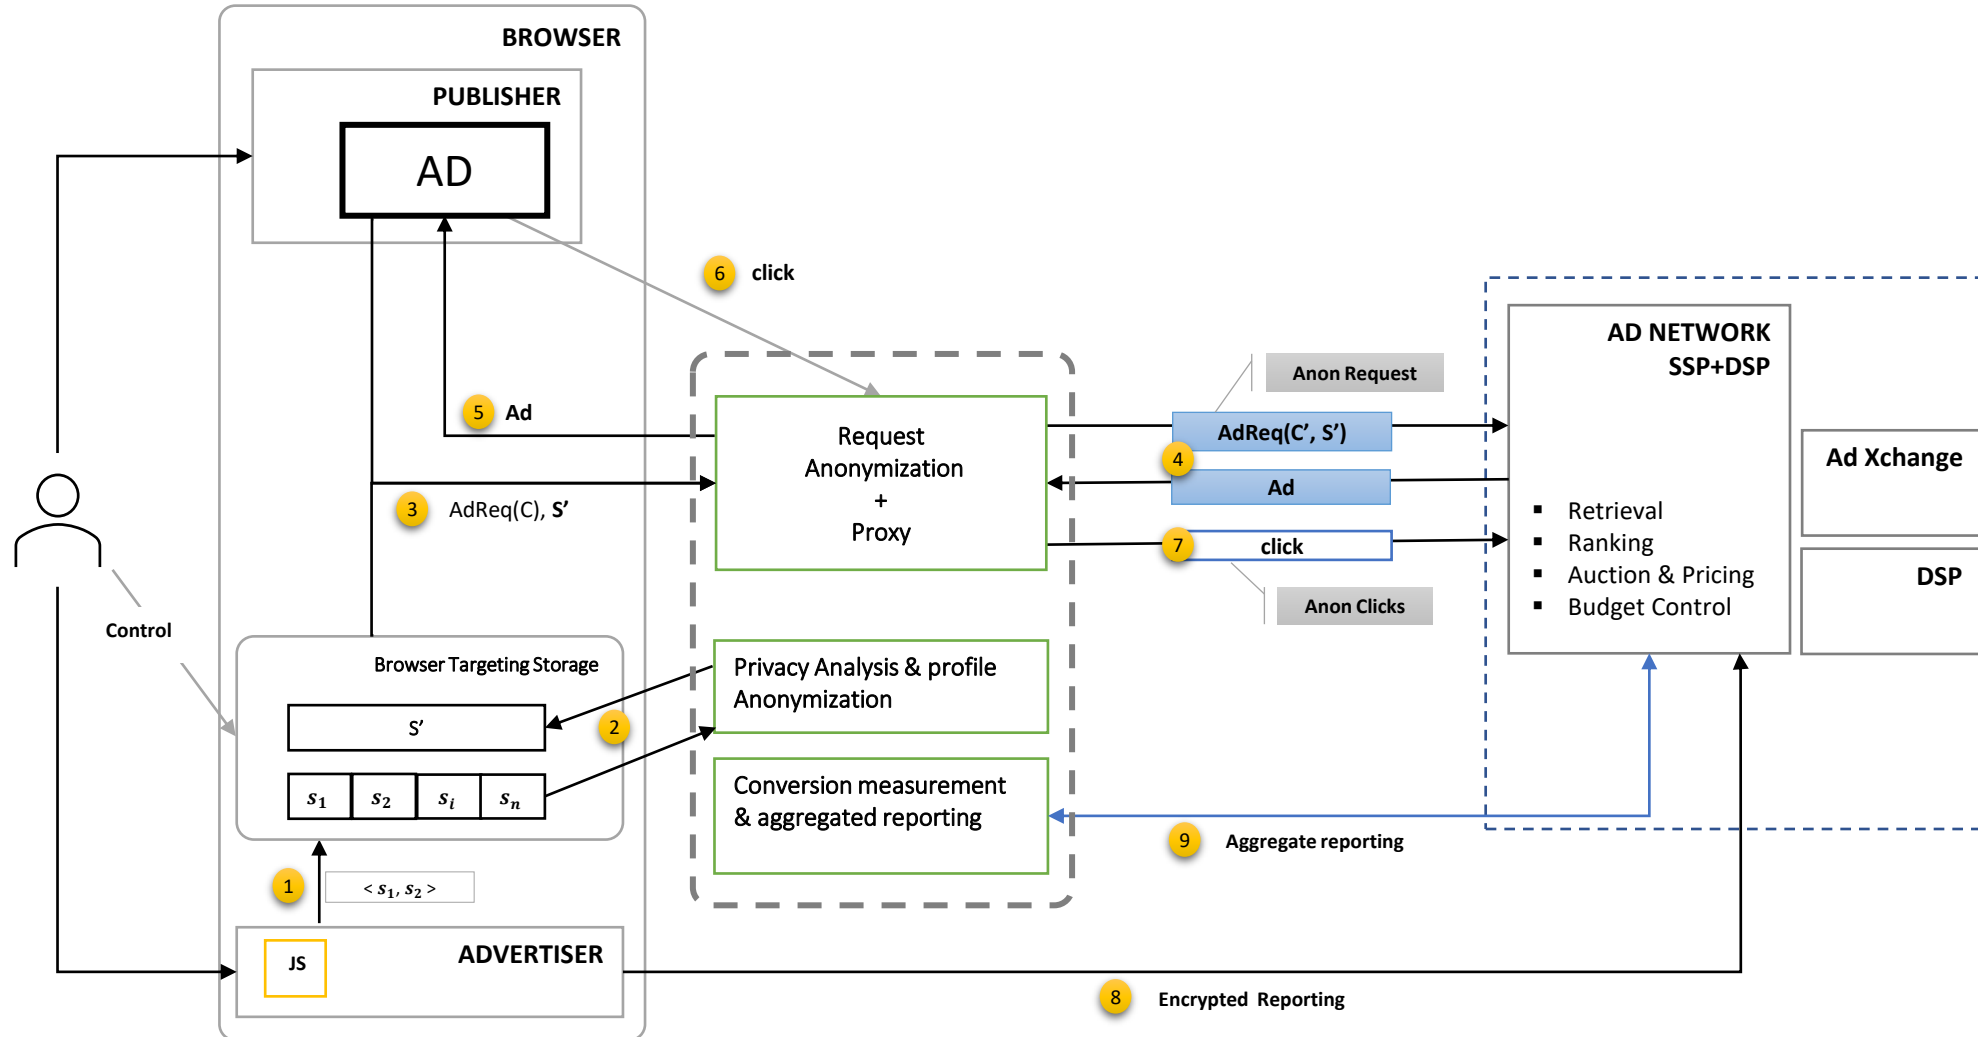 BROWSER
PUBLISHER
AD
6 click
AD NETWORK
SSP+DSP
Anon Request
5 Ad
Request
Anonymization
+
Proxy
AdReq(C’, S’)
4
Ad
3 AdReq(C), S’
7 click
Anon Clicks
▪ Retrieval
▪ Ranking
▪ Auction & Pricing
▪ Budget Control
Ad Xchange
DSP
Control
Browser Targeting Storage
S’
s₁ s₂ sᵢ sₙ
2
Privacy Analysis & profile
Anonymization
Conversion measurement
& aggregated reporting
9 Aggregate reporting
1 < s₁, s₂ >
JS
ADVERTISER
8 Encrypted Reporting